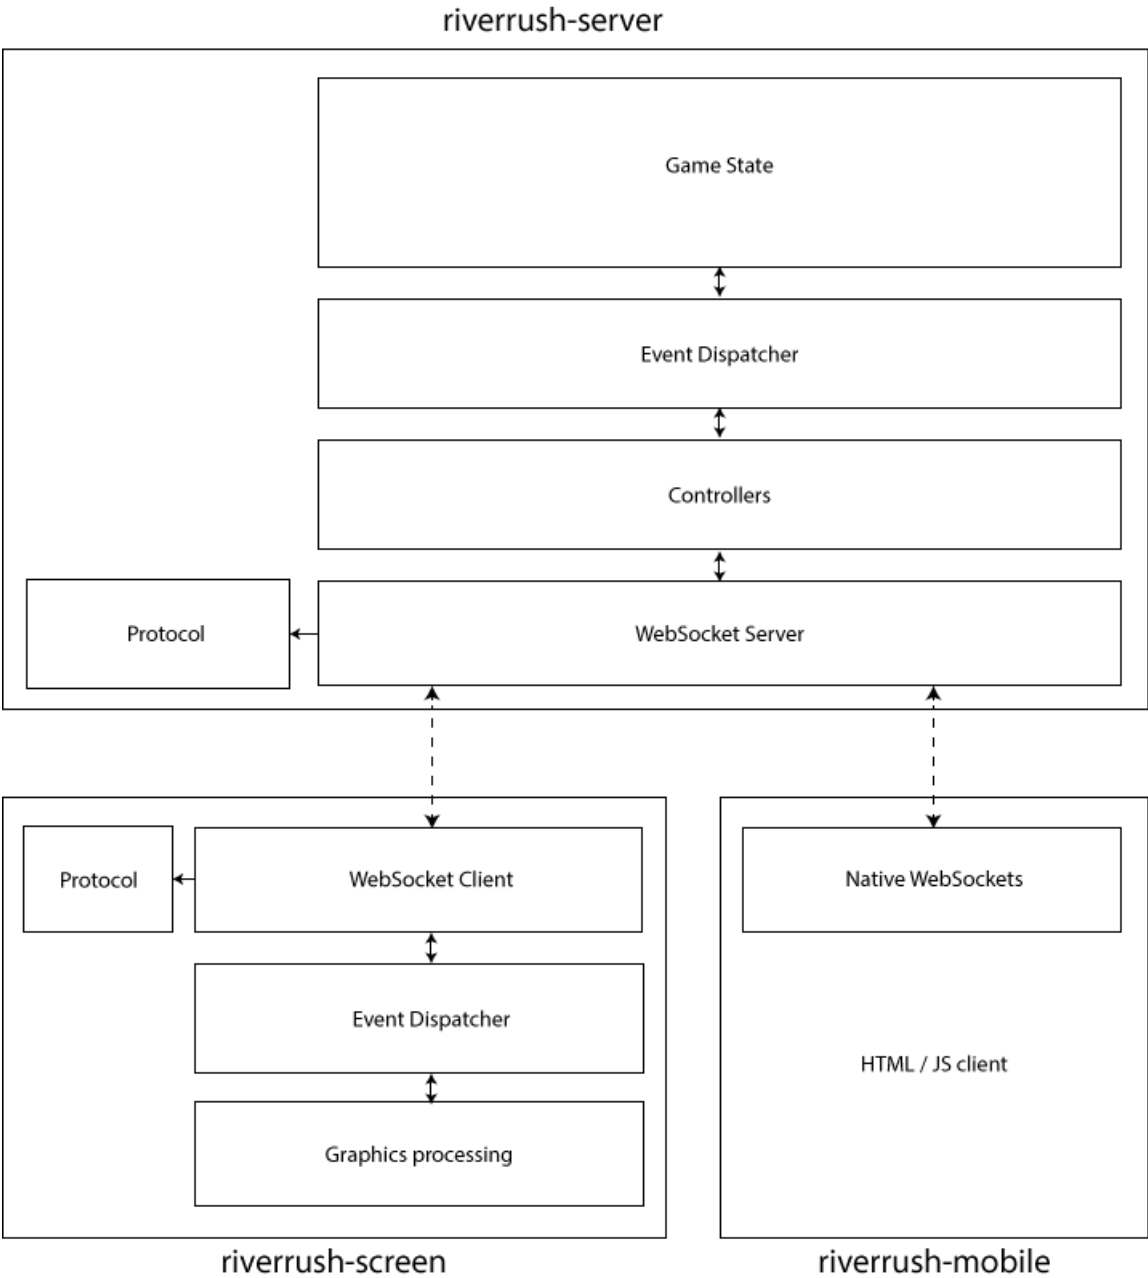 riverrush-server
Game State
Event Dispatcher
Controllers
Protocol
WebSocket Server
Protocol
WebSocket Client
Event Dispatcher
Graphics processing
Native WebSockets
HTML / JS client
riverrush-screen
riverrush-mobile